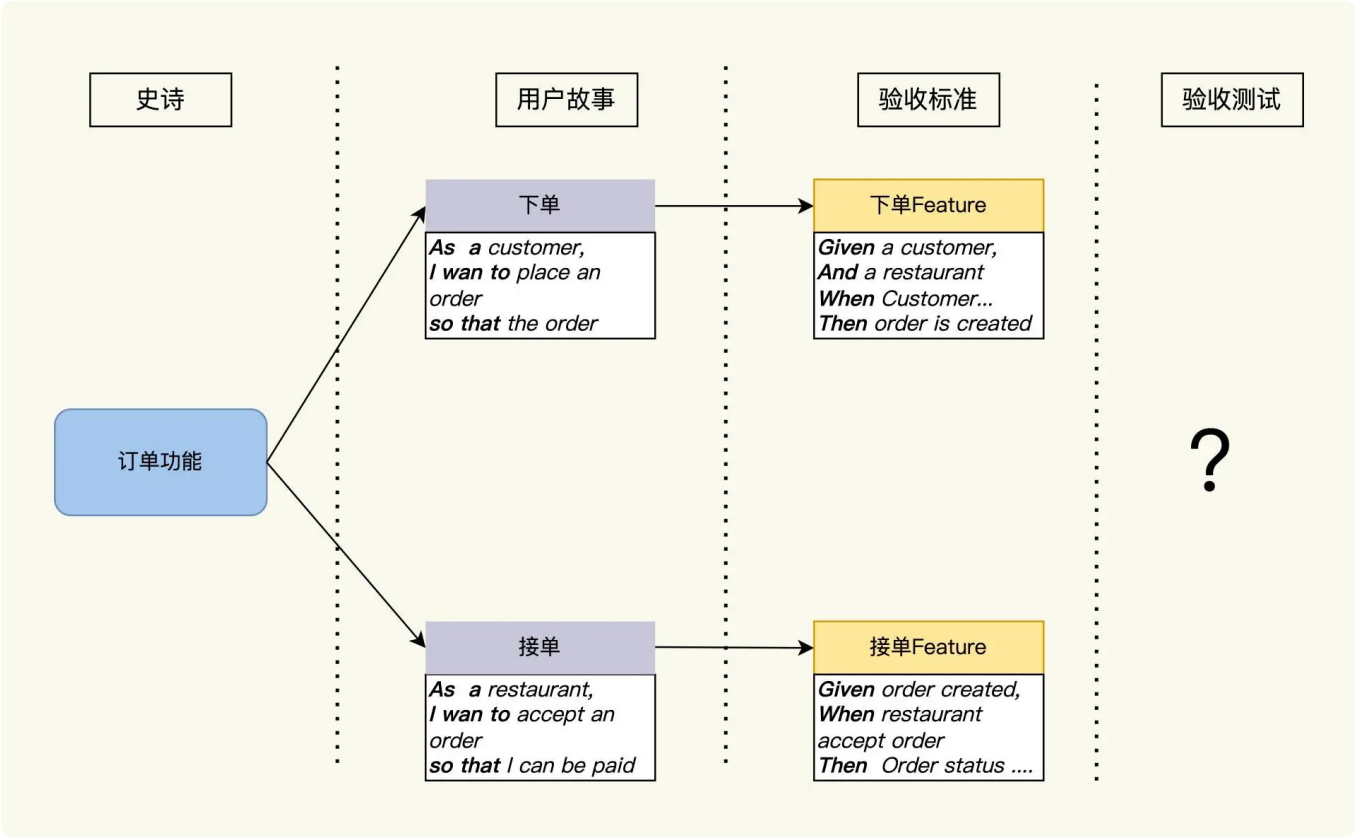 史诗
用户故事
验收标准
验收测试
下单
As a customer,
I wan to place an
order
so that the order
下单Feature
Given a customer,
And a restaurant
When Customer...
Then order is created
订单功能
?
接单
As a restaurant,
I wan to accept an
order
so that I can be paid
接单Feature
Given order created,
When restaurant
accept order
Then Order status ....